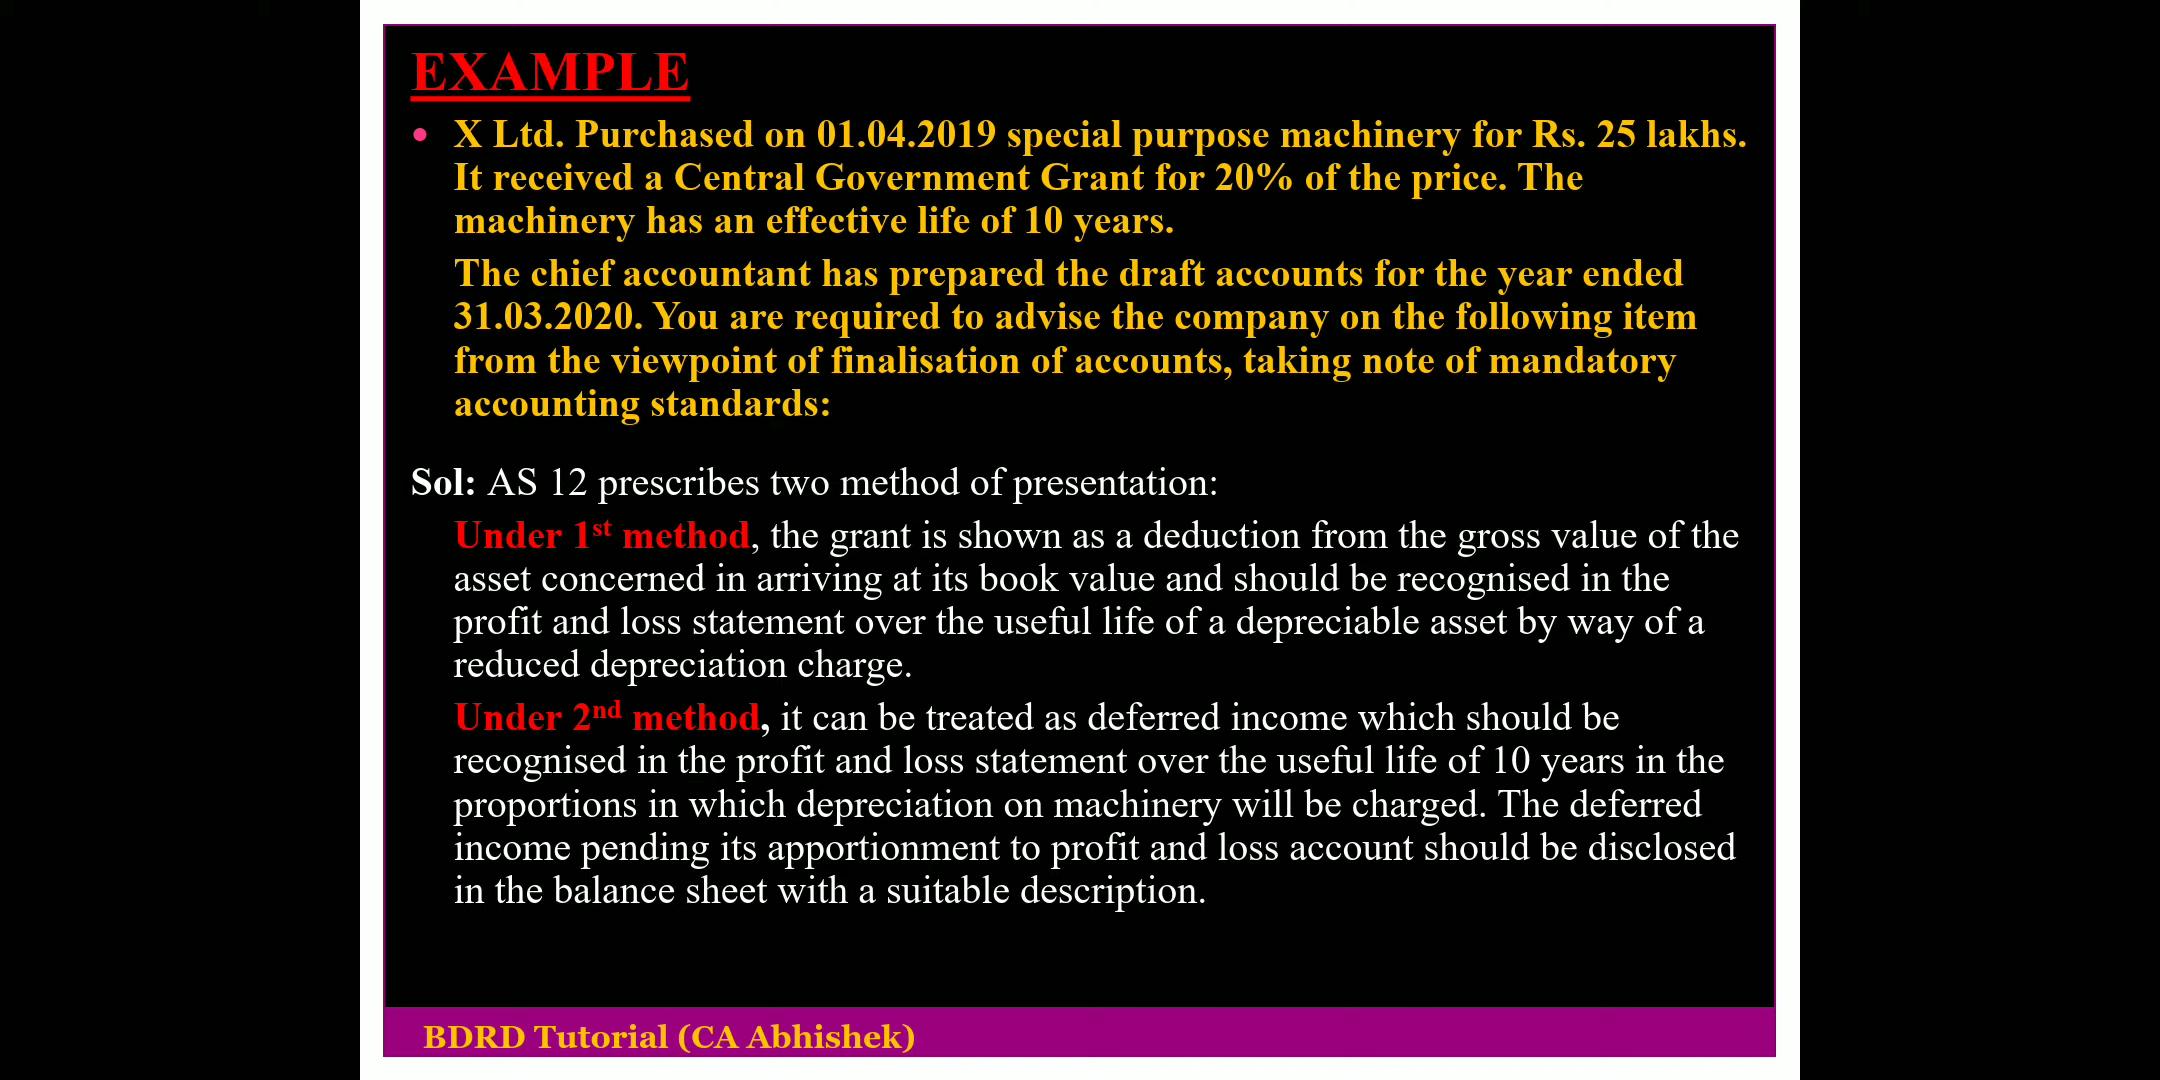 EXAMPLE
• X Ltd. Purchased on 01.04.2019 special purpose machinery for Rs. 25 lakhs.
It received a Central Government Grant for 20% of the price. The
machinery has an effective life of 10 years.
The chief accountant has prepared the draft accounts for the year ended
31.03.2020. You are required to advise the company on the following item
from the viewpoint of finalisation of accounts, taking note of mandatory
accounting standards:
Sol: AS 12 prescribes two method of presentation:
Under 1st method, the grant is shown as a deduction from the gross value of the
asset concerned in arriving at its book value and should be recognised in the
profit and loss statement over the useful life of a depreciable asset by way of a
reduced depreciation charge.
Under 2nd method, it can be treated as deferred income which should be
recognised in the profit and loss statement over the useful life of 10 years in the
proportions in which depreciation on machinery will be charged. The deferred
income pending its apportionment to profit and loss account should be disclosed
in the balance sheet with a suitable description.
BDRD Tutorial (CA Abhishek)